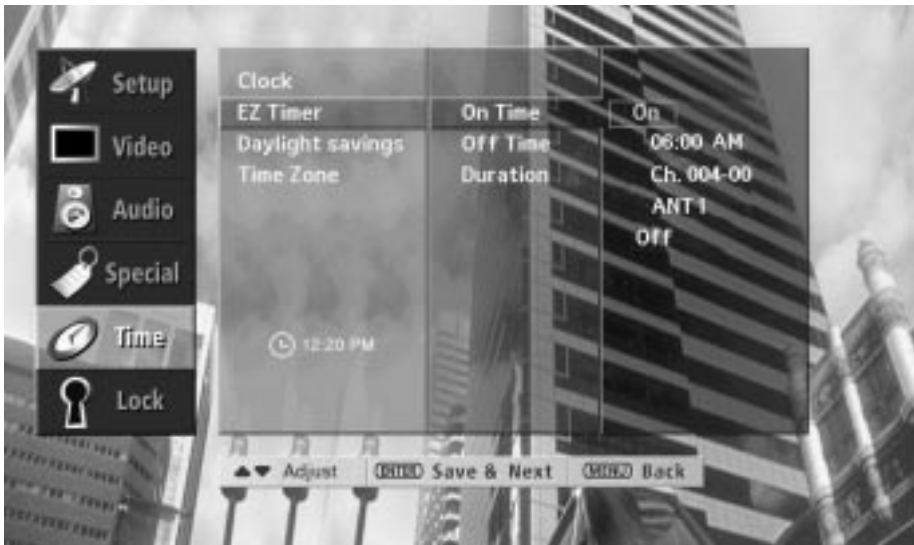 Setup
Video
Audio
Special
Time
Lock
Clock
EZ Timer
Daylight savings
Time Zone
12:20 PM
On Time
Off Time
Duration
On
06:00 AM
Ch. 004-00
ANT 1
Off
▲▼ Adjust ENTER Save & Next MENU Back